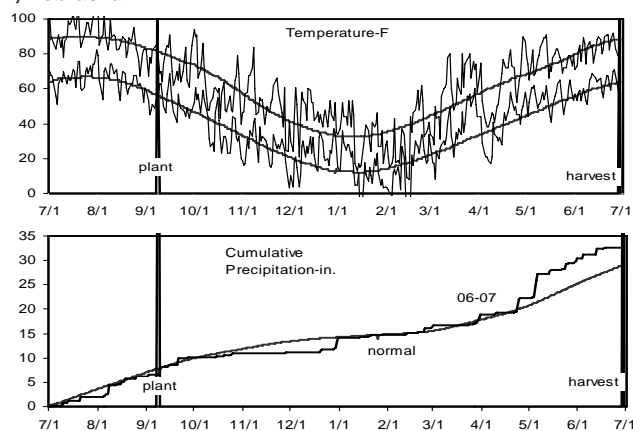 100
Temperature-F
80
60
40
20
plant
harvest
0
7/1 8/1 9/1 10/1 11/1 12/1 1/1 2/1 3/1 4/1 5/1 6/1 7/1
35
Cumulative
Precipitation-in.
30
25
06-07
20
15
normal
10
5
plant
harvest
0
7/1 8/1 9/1 10/1 11/1 12/1 1/1 2/1 3/1 4/1 5/1 6/1 7/1